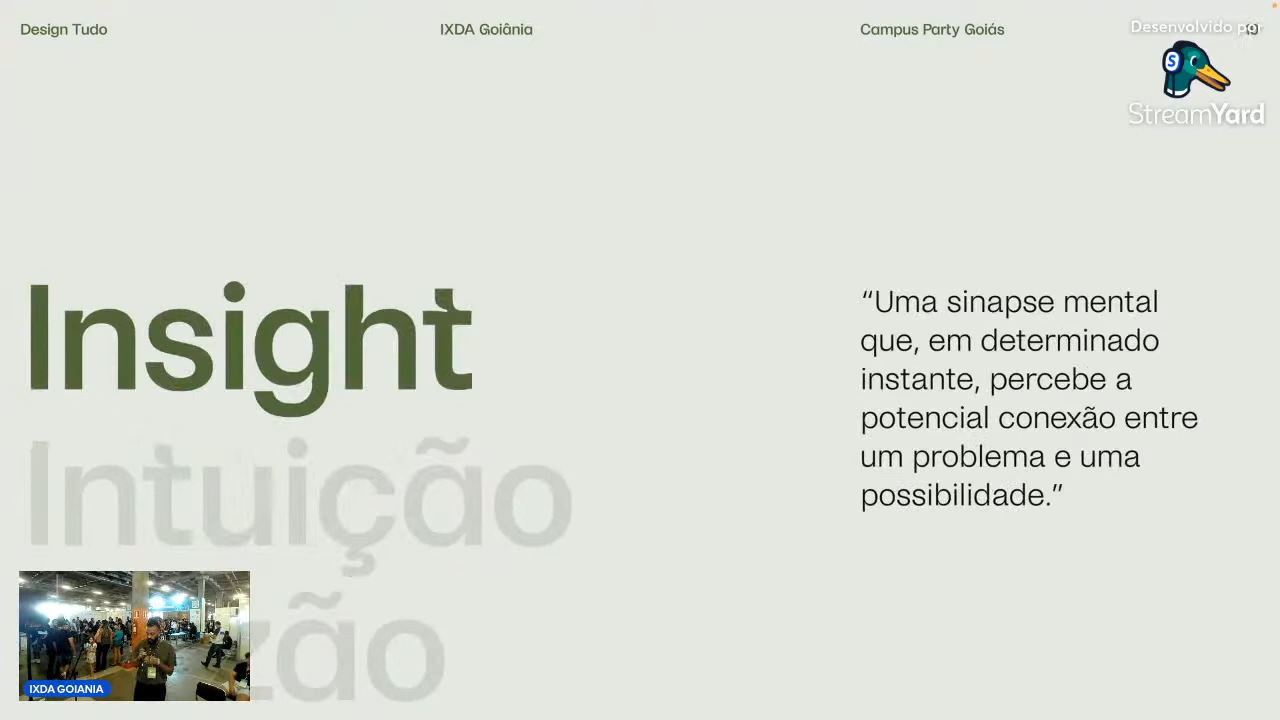 Design Tudo
IXDA Goiânia
Campus Party Goiás
Desenvolvido por
StreamYard
Insight
Intuição
zão
“Uma sinapse mental
que, em determinado
instante, percebe a
potencial conexão entre
um problema e uma
possibilidade.”
IXDA GOIANIA